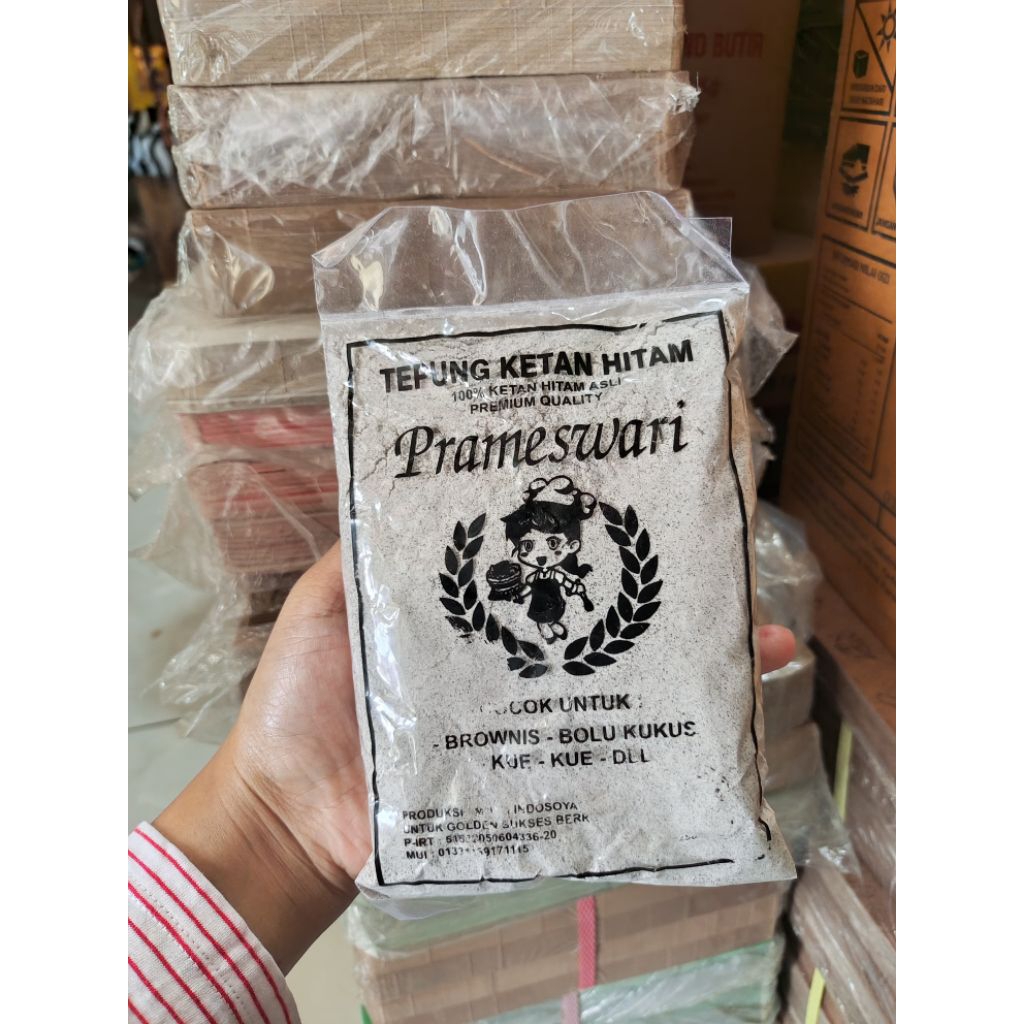 TEPUNG KETAN HITAM
100% KETAN HITAM ASLI
PREMIUM QUALITY
Prameswari
COCOK UNTUK :
- BROWNIS - BOLU KUKUS
KUE - KUE - DLL
PRODUKSI INDOSOYA
UNTUK GOLDEN SUKSES BERK
P-IRT :
MUI :